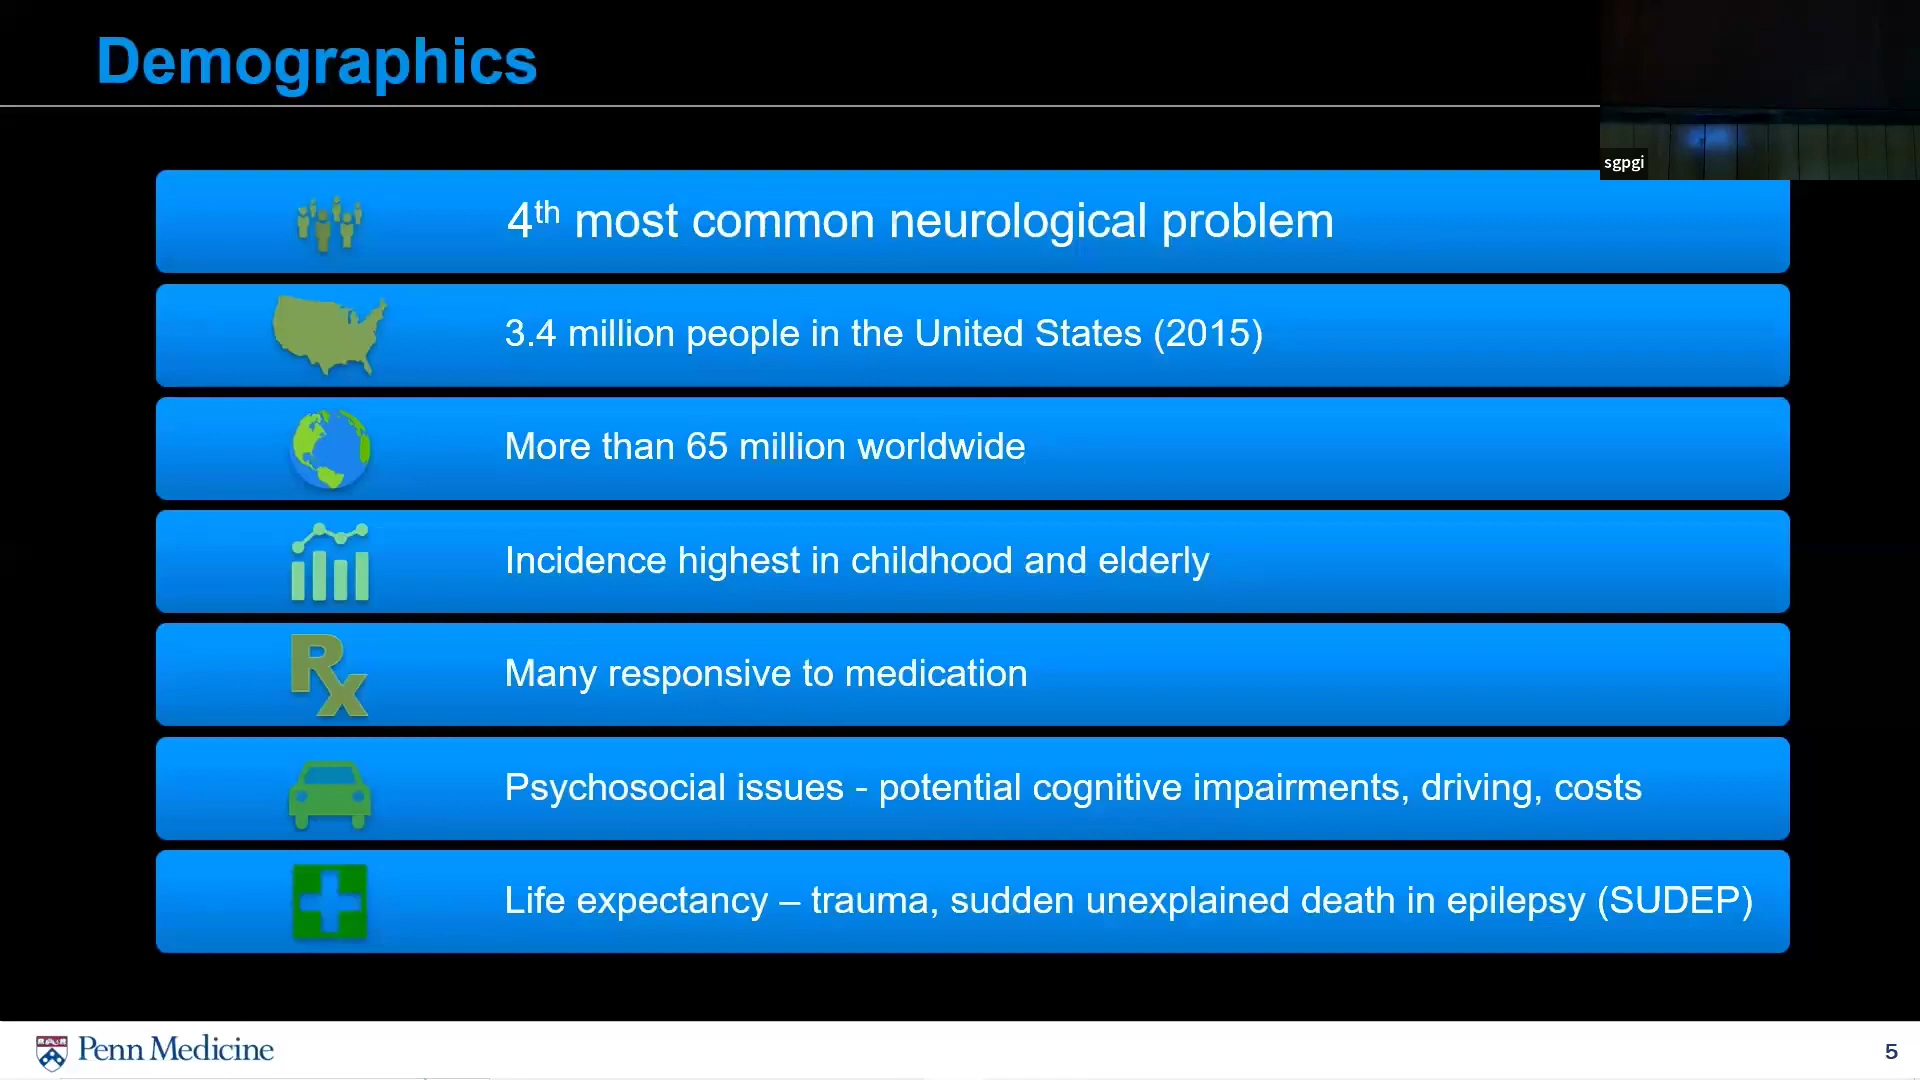 Demographics
sgpgi
4th most common neurological problem
3.4 million people in the United States (2015)
More than 65 million worldwide
Incidence highest in childhood and elderly
Rx
Many responsive to medication
Psychosocial issues - potential cognitive impairments, driving, costs
Life expectancy – trauma, sudden unexplained death in epilepsy (SUDEP)
Penn Medicine
5